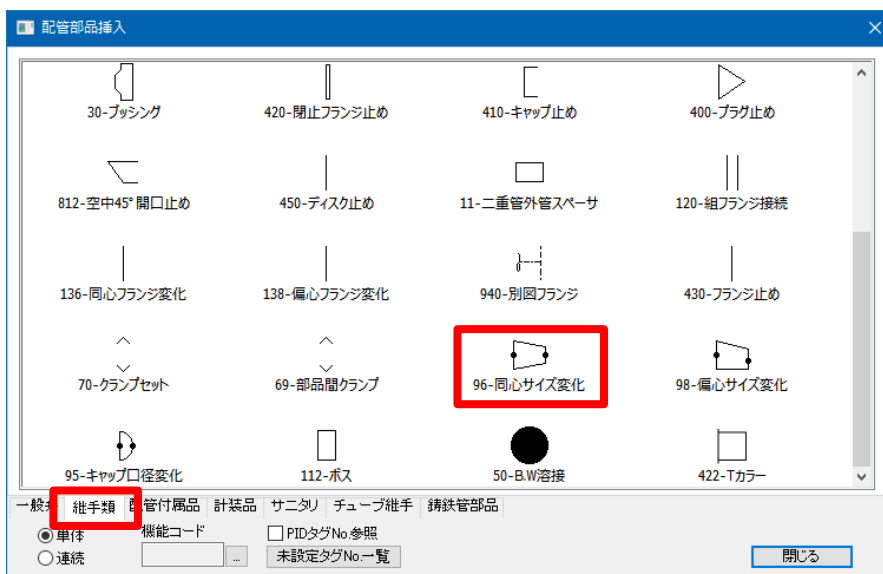 配管部品挿入
30-ブッシング 420-閉止フランジ止め 410-キャップ止め 400-プラグ止め
812-空中45°開口止め 450-ディスク止め 11-二重管外管スペーサ 120-組フランジ接続
136-同心フランジ変化 138-偏心フランジ変化 940-別図フランジ 430-フランジ止め
70-クランプセット 69-部品間クランプ 96-同心サイズ変化 98-偏心サイズ変化
95-キャップ口径変化 112-ボス 50-B.W溶接 422-Tカラー
一般 継手類 配管付属品 計装品 サニタリ チューブ継手 鋳鉄管部品
単体 機能コード PIDタグNo.参照
連続 ... 未設定タグNo.一覧 閉じる